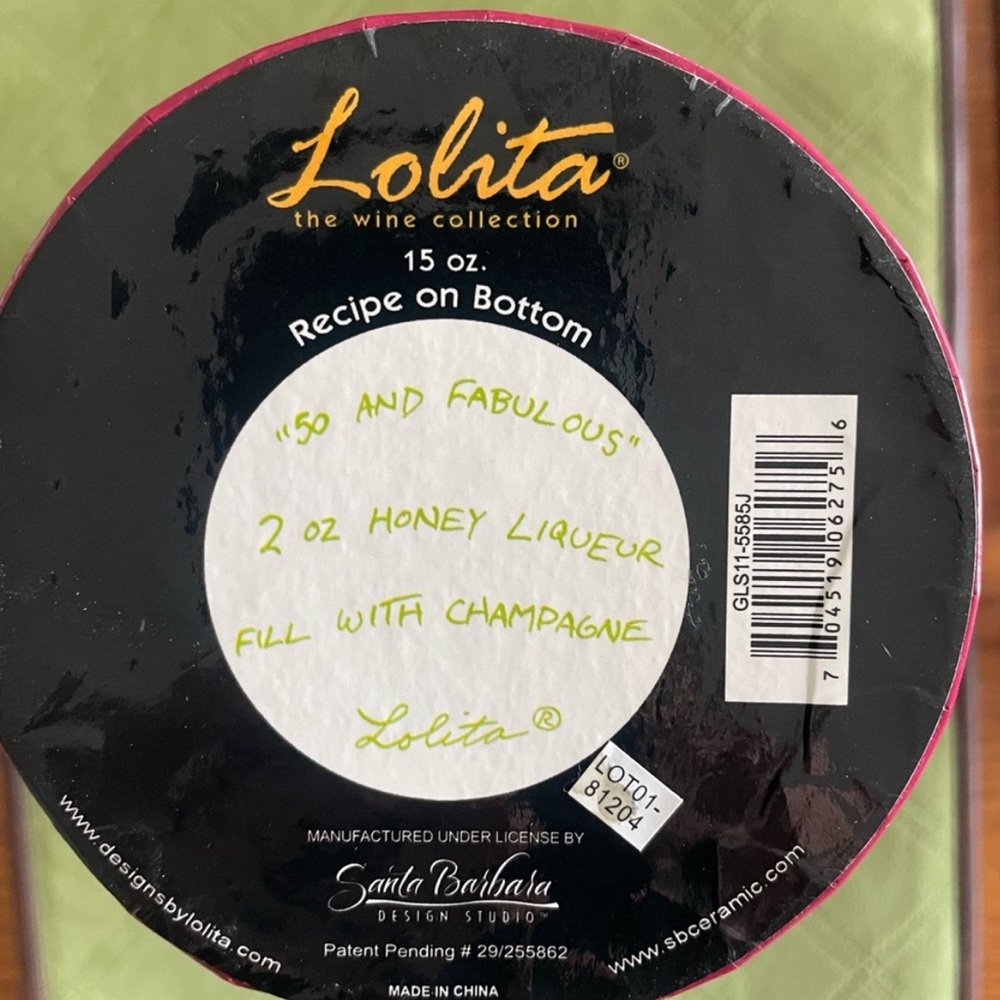 Lolita®
the wine collection
15 oz.
Recipe on Bottom
"50 AND FABULOUS"
2 OZ HONEY LIQUEUR
FILL WITH CHAMPAGNE
Lolita®
GLS11-5585J
7 04519 06275 6
LOT01-
81204
MANUFACTURED UNDER LICENSE BY
Santa Barbara
DESIGN STUDIO™
Patent Pending # 29/255862
MADE IN CHINA
www.designsbylolita.com
www.sbceramic.com